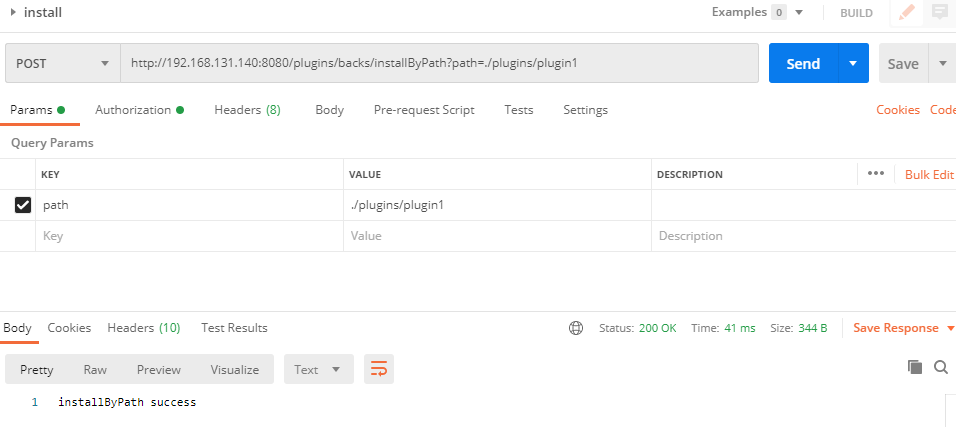 install Examples 0 BUILD
POST http://192.168.131.140:8080/plugins/backs/installByPath?path=./plugins/plugin1 Send Save
Params Authorization Headers (8) Body Pre-request Script Tests Settings Cookies Code
Query Params
KEY VALUE DESCRIPTION ••• Bulk Edit
path ./plugins/plugin1
Key Value Description
Body Cookies Headers (10) Test Results Status: 200 OK Time: 41 ms Size: 344 B Save Response
Pretty Raw Preview Visualize Text
1 installByPath success